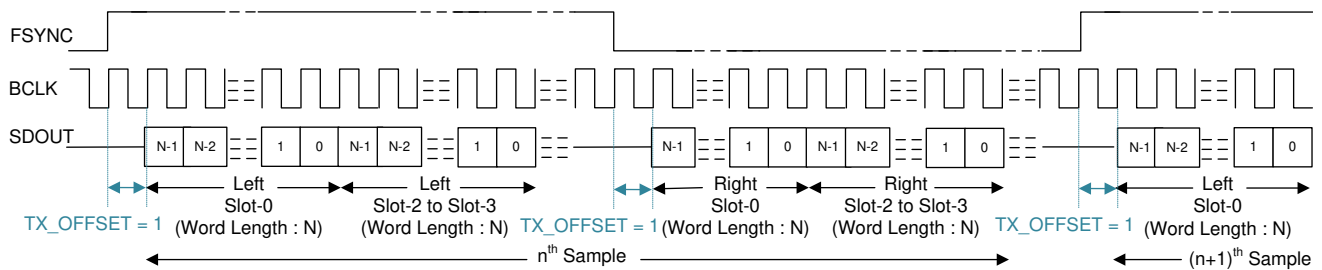 FSYNC
BCLK
SDOUT
N-1 N-2 1 0 N-1 N-2 1 0 N-1 1 0 N-1 N-2 1 0 N-1 N-2 1 0
Left Left Right Right Left
Slot-0 Slot-2 to Slot-3 Slot-0 Slot-2 to Slot-3 Slot-0
TX_OFFSET = 1 (Word Length : N) (Word Length : N) TX_OFFSET = 1 (Word Length : N) (Word Length : N) TX_OFFSET = 1 (Word Length : N)
nth Sample (n+1)th Sample